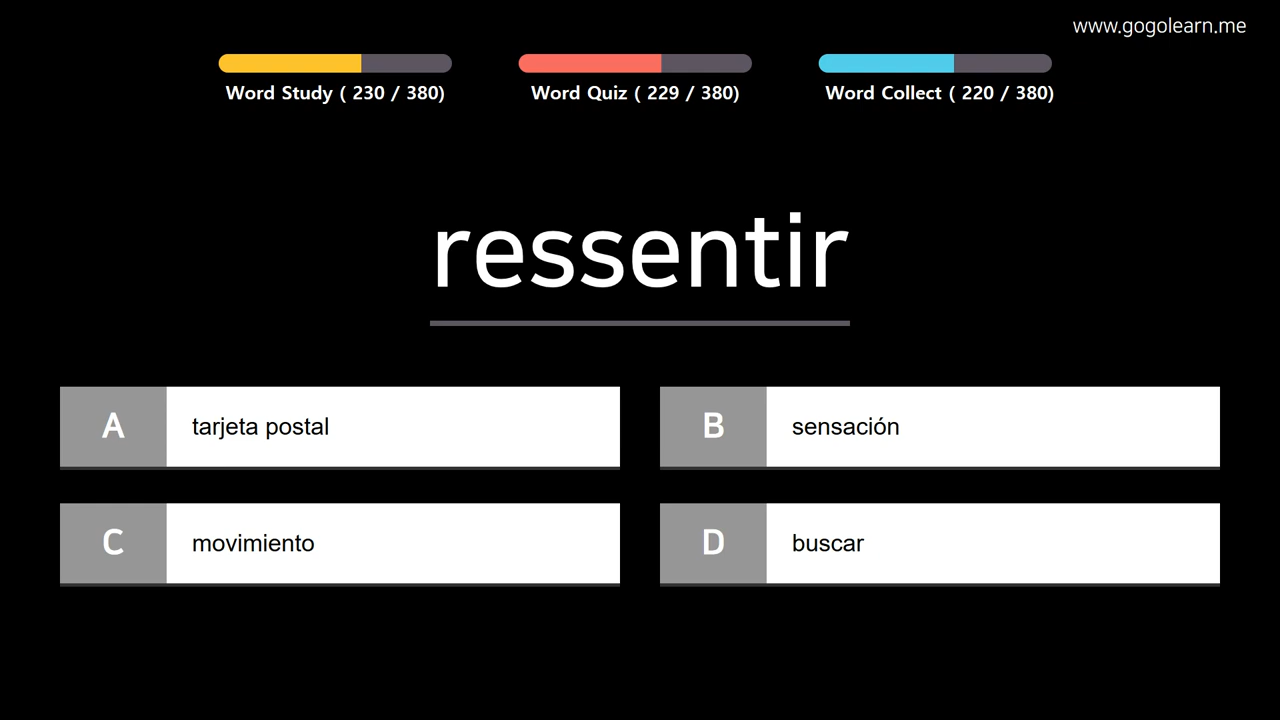 www.gogolearn.me
Word Study ( 230 / 380)
Word Quiz ( 229 / 380)
Word Collect ( 220 / 380)
ressentir
A tarjeta postal
B sensación
C movimiento
D buscar